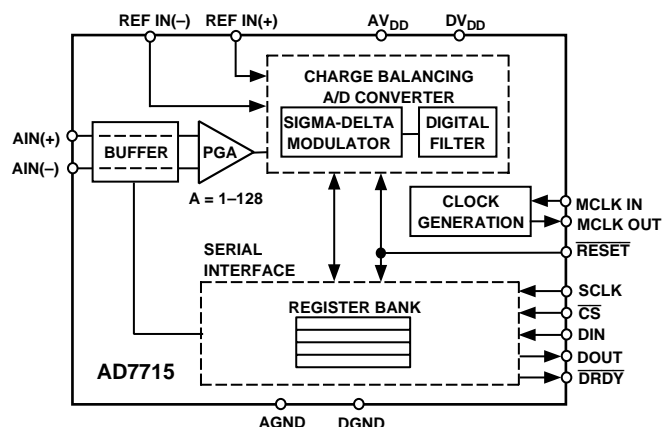 REF IN(–) REF IN(+) AVDD DVDD
CHARGE BALANCING
A/D CONVERTER
SIGMA-DELTA
MODULATOR
DIGITAL
FILTER
AIN(+)
AIN(–)
BUFFER
PGA
A = 1–128
CLOCK
GENERATION
MCLK IN
MCLK OUT
RESET
SERIAL
INTERFACE
REGISTER BANK
SCLK
CS
DIN
DOUT
DRDY
AD7715
AGND DGND